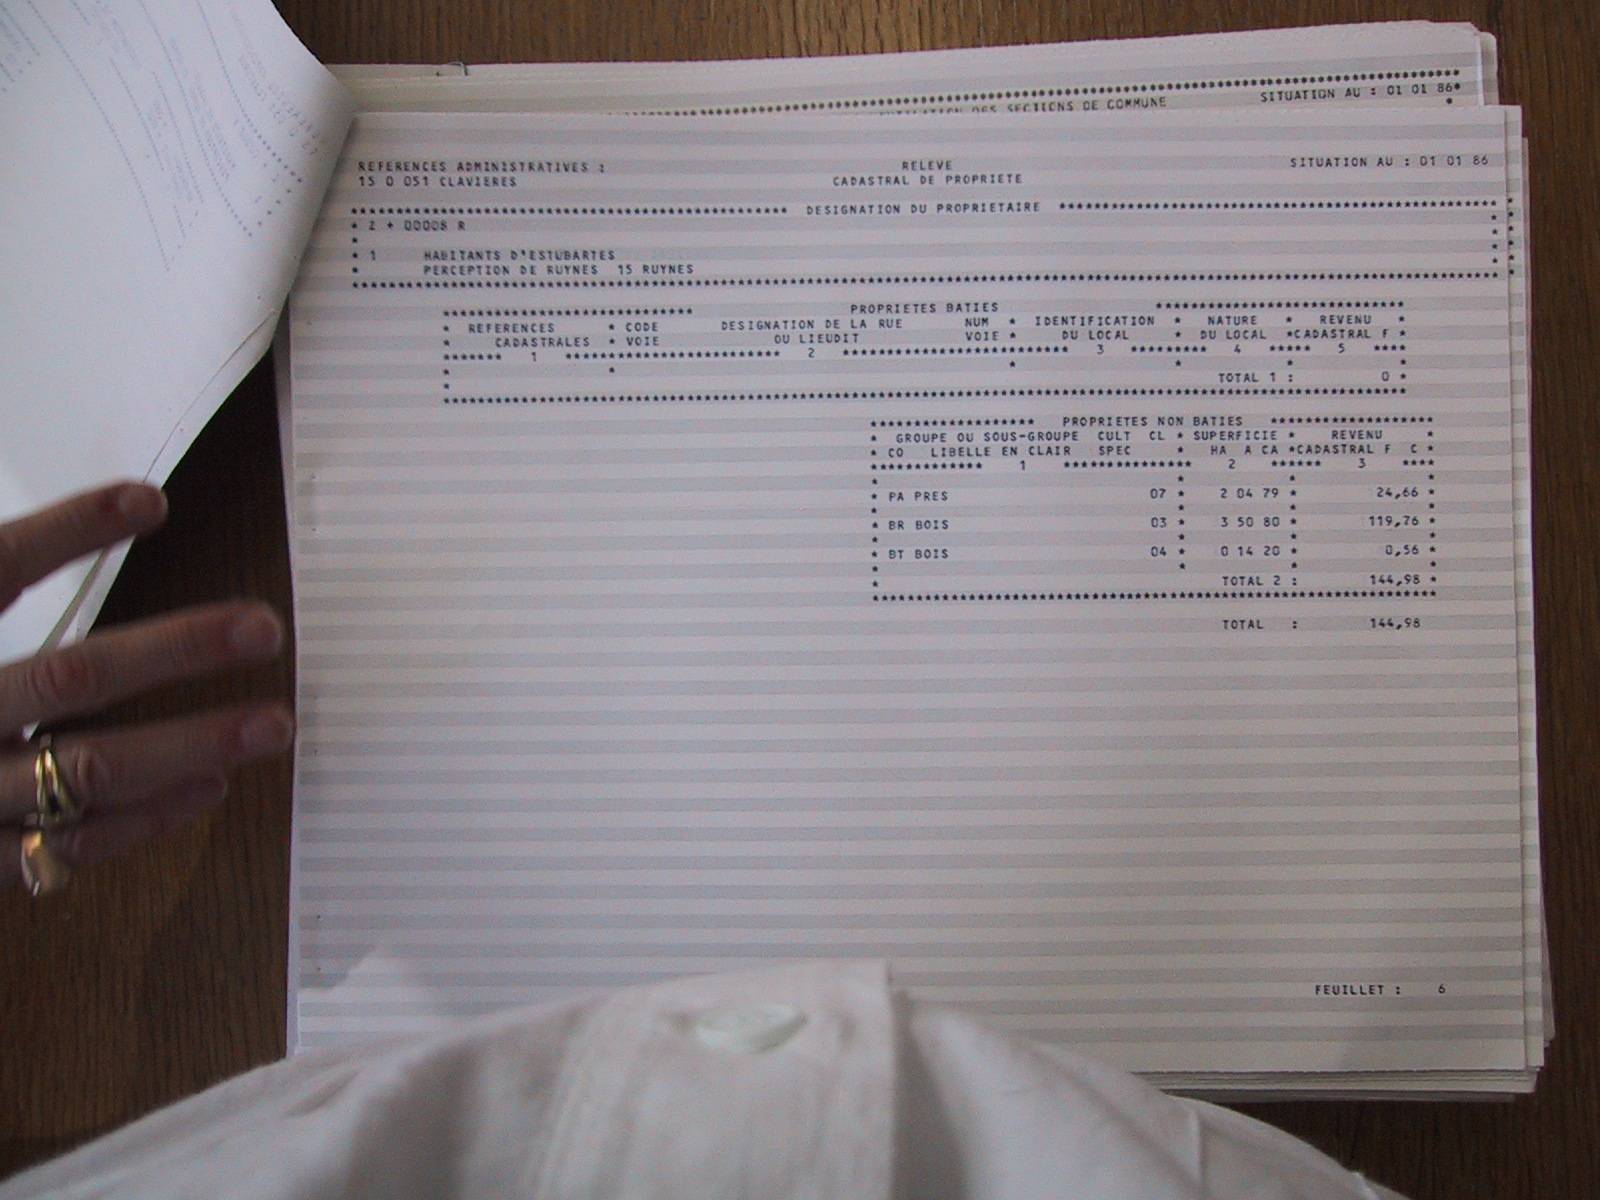 DES SECTIONS DE COMMUNE SITUATION AU : 01 01 86*
REFERENCES ADMINISTRATIVES : RELEVE SITUATION AU : 01 01 86
15 0 051 CLAVIERES CADASTRAL DE PROPRIETE
DESIGNATION DU PROPRIETAIRE
* 2 + 00008 R
* 1 HABITANTS D'ESTUBARTES
* PERCEPTION DE RUYNES 15 RUYNES
PROPRIETES BATIES
* REFERENCES * CODE DESIGNATION DE LA RUE NUM * IDENTIFICATION * NATURE * REVENU *
* CADASTRALES * VOIE OU LIEUDIT VOIE * DU LOCAL * DU LOCAL *CADASTRAL F *
******* 1 2 3 ********* 4 ***** 5 ****
TOTAL 1 : 0 *
PROPRIETES NON BATIES
* GROUPE OU SOUS-GROUPE CULT CL * SUPERFICIE * REVENU *
* CO LIBELLE EN CLAIR SPEC * HA A CA *CADASTRAL F C *
************* 1 *************** 2 ****** 3 ****
* PA PRES 07 * 2 04 79 * 24,66 *
* BR BOIS 03 * 3 50 80 * 119,76 *
* BT BOIS 04 * 0 14 20 * 0,56 *
* TOTAL 2 : 144,98 *
TOTAL : 144,98
FEUILLET : 6